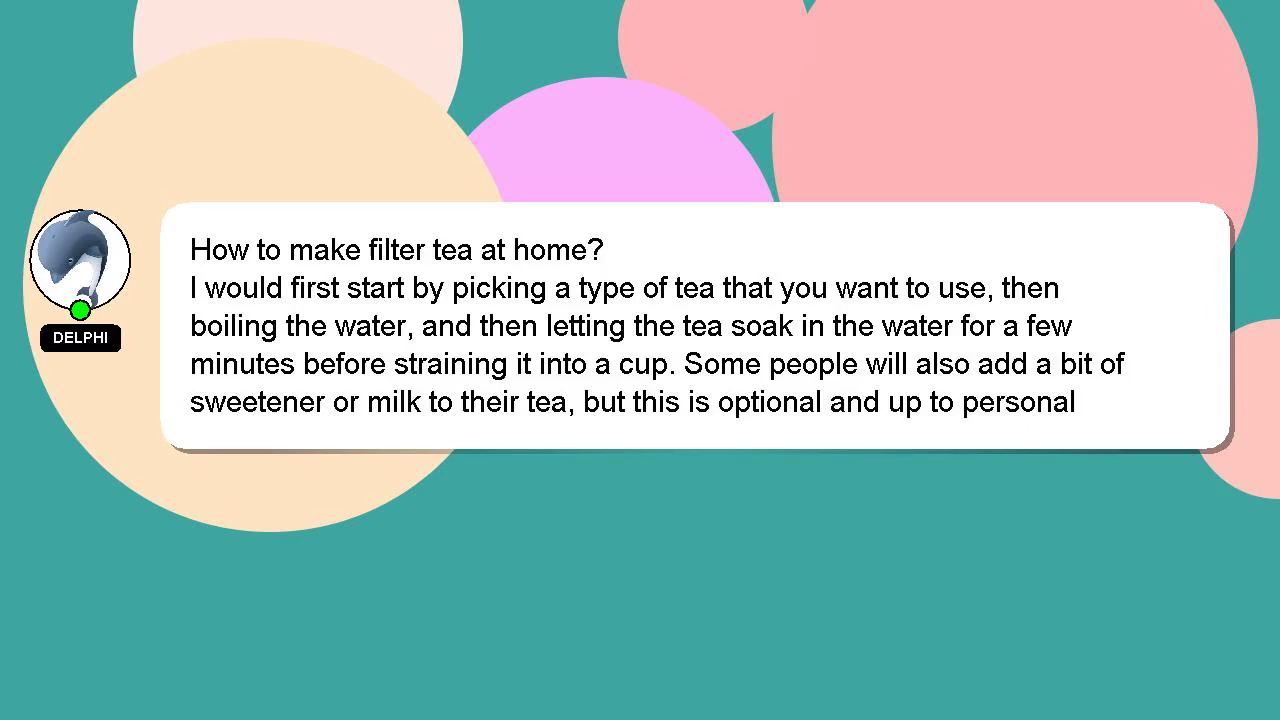 How to make filter tea at home?
I would first start by picking a type of tea that you want to use, then
boiling the water, and then letting the tea soak in the water for a few
minutes before straining it into a cup. Some people will also add a bit of
sweetener or milk to their tea, but this is optional and up to personal
DELPHI